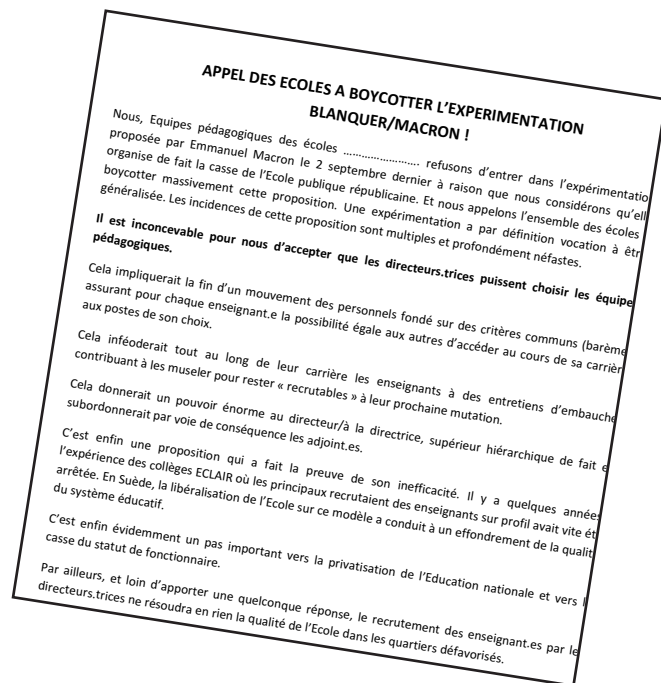 APPEL DES ECOLES A BOYCOTTER L’EXPERIMENTATION
BLANQUER/MACRON !
Nous, Equipes pédagogiques des écoles …………………… refusons d’entrer dans l’expérimentatio
proposée par Emmanuel Macron le 2 septembre dernier à raison que nous considérons qu’ell
organise de fait la casse de l’Ecole publique républicaine. Et nous appelons l’ensemble des écoles
boycotter massivement cette proposition. Une expérimentation a par définition vocation à êtr
généralisée. Les incidences de cette proposition sont multiples et profondément néfastes.
Il est inconcevable pour nous d’accepter que les directeurs.trices puissent choisir les équipe
pédagogiques.
Cela impliquerait la fin d’un mouvement des personnels fondé sur des critères communs (barème
assurant pour chaque enseignant.e la possibilité égale aux autres d’accéder au cours de sa carrièr
aux postes de son choix.
Cela inféoderait tout au long de leur carrière les enseignants à des entretiens d’embauche
contribuant à les museler pour rester « recrutables » à leur prochaine mutation.
Cela donnerait un pouvoir énorme au directeur/à la directrice, supérieur hiérarchique de fait e
subordonnerait par voie de conséquence les adjoint.es.
C’est enfin une proposition qui a fait la preuve de son inefficacité. Il y a quelques années
l’expérience des collèges ECLAIR où les principaux recrutaient des enseignants sur profil avait vite ét
arrêtée. En Suède, la libéralisation de l’Ecole sur ce modèle a conduit à un effondrement de la qualit
du système éducatif.
C’est enfin évidemment un pas important vers la privatisation de l’Education nationale et vers l
casse du statut de fonctionnaire.
Par ailleurs, et loin d’apporter une quelconque réponse, le recrutement des enseignant.es par le
directeurs.trices ne résoudra en rien la qualité de l’Ecole dans les quartiers défavorisés.